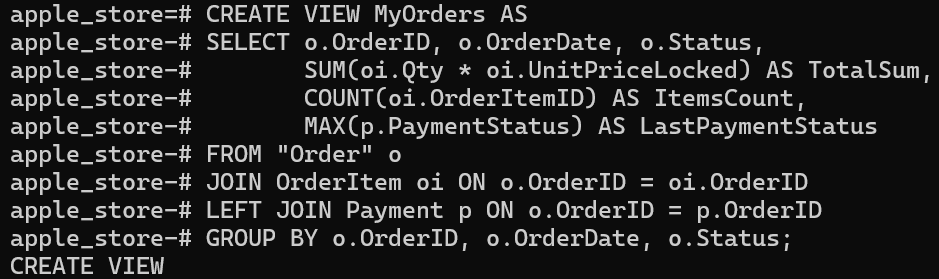 apple_store=# CREATE VIEW MyOrders AS
apple_store-# SELECT o.OrderID, o.OrderDate, o.Status,
apple_store-#        SUM(oi.Qty * oi.UnitPriceLocked) AS TotalSum,
apple_store-#        COUNT(oi.OrderItemID) AS ItemsCount,
apple_store-#        MAX(p.PaymentStatus) AS LastPaymentStatus
apple_store-# FROM "Order" o
apple_store-# JOIN OrderItem oi ON o.OrderID = oi.OrderID
apple_store-# LEFT JOIN Payment p ON o.OrderID = p.OrderID
apple_store-# GROUP BY o.OrderID, o.OrderDate, o.Status;
CREATE VIEW